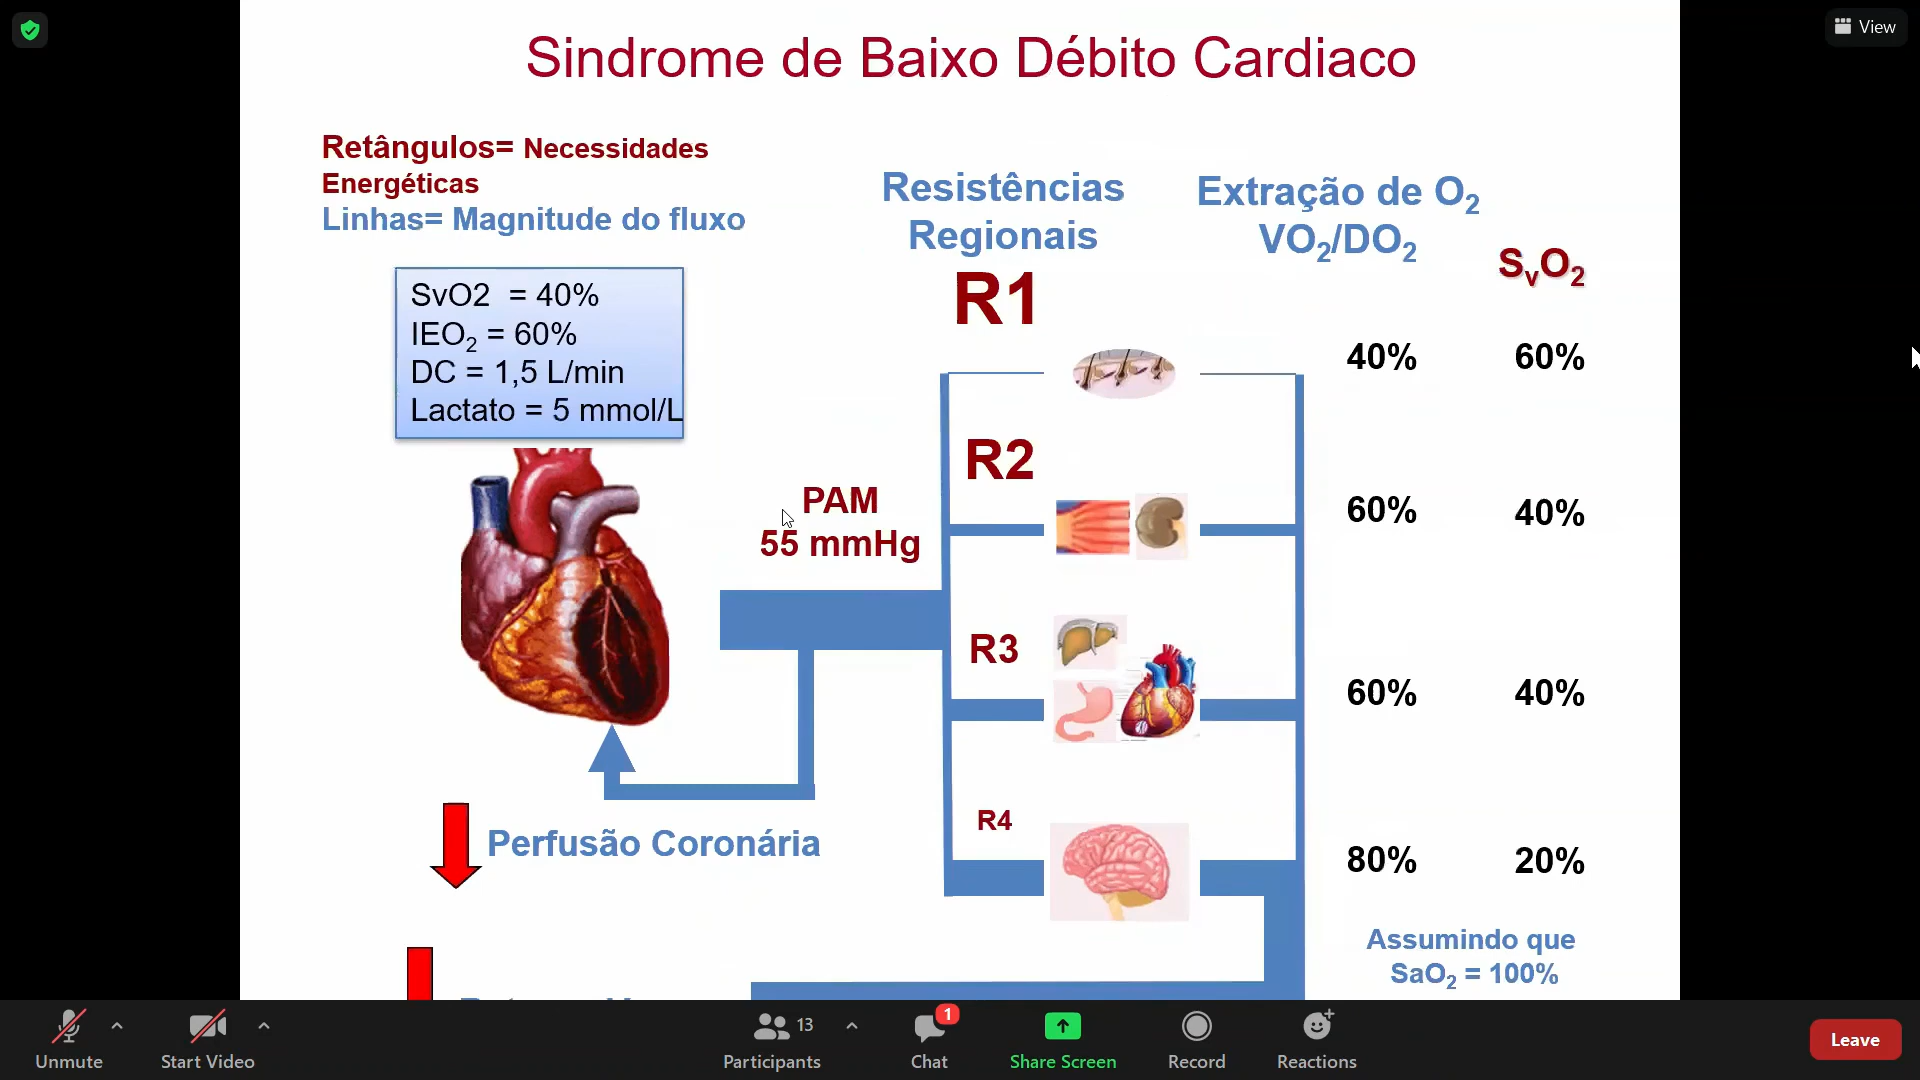 View
Sindrome de Baixo Débito Cardiaco
Retângulos= Necessidades
Energéticas
Linhas= Magnitude do fluxo
SvO2 = 40%
IEO2 = 60%
DC = 1,5 L/min
Lactato = 5 mmol/L
Resistências
Regionais
Extração de O2
VO2/DO2
SvO2
R1
40% 60%
R2
60% 40%
PAM
55 mmHg
R3
60% 40%
R4
80% 20%
Perfusão Coronária
Assumindo que
SaO2 = 100%
13
1
Unmute
Start Video
Participants
Chat
Share Screen
Record
Reactions
Leave